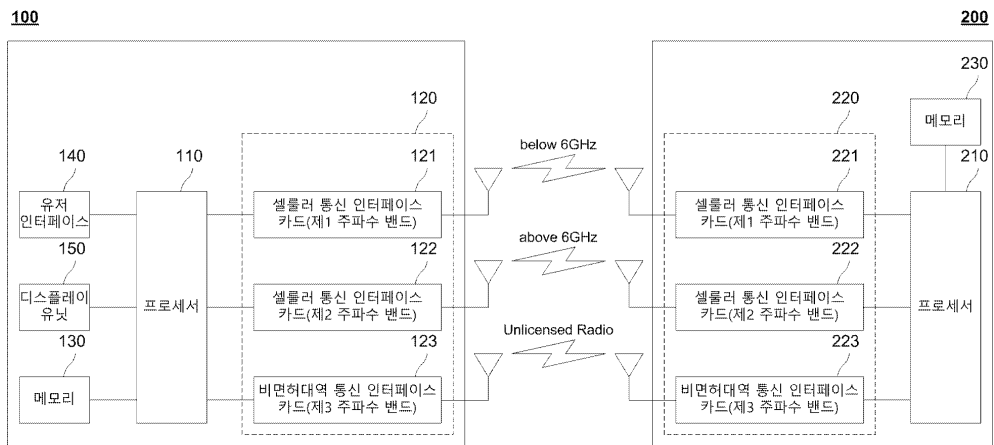 100
200
230
메모리
120
220
below 6GHz
140
110
121
221
210
유저
인터페이스
셀룰러 통신 인터페이스
카드(제1 주파수 밴드)
셀룰러 통신 인터페이스
카드(제1 주파수 밴드)
above 6GHz
150
122
222
디스플레이
유닛
프로세서
셀룰러 통신 인터페이스
카드(제2 주파수 밴드)
셀룰러 통신 인터페이스
카드(제2 주파수 밴드)
프로세서
Unlicensed Radio
130
123
223
메모리
비면허대역 통신 인터페이스
카드(제3 주파수 밴드)
비면허대역 통신 인터페이스
카드(제3 주파수 밴드)